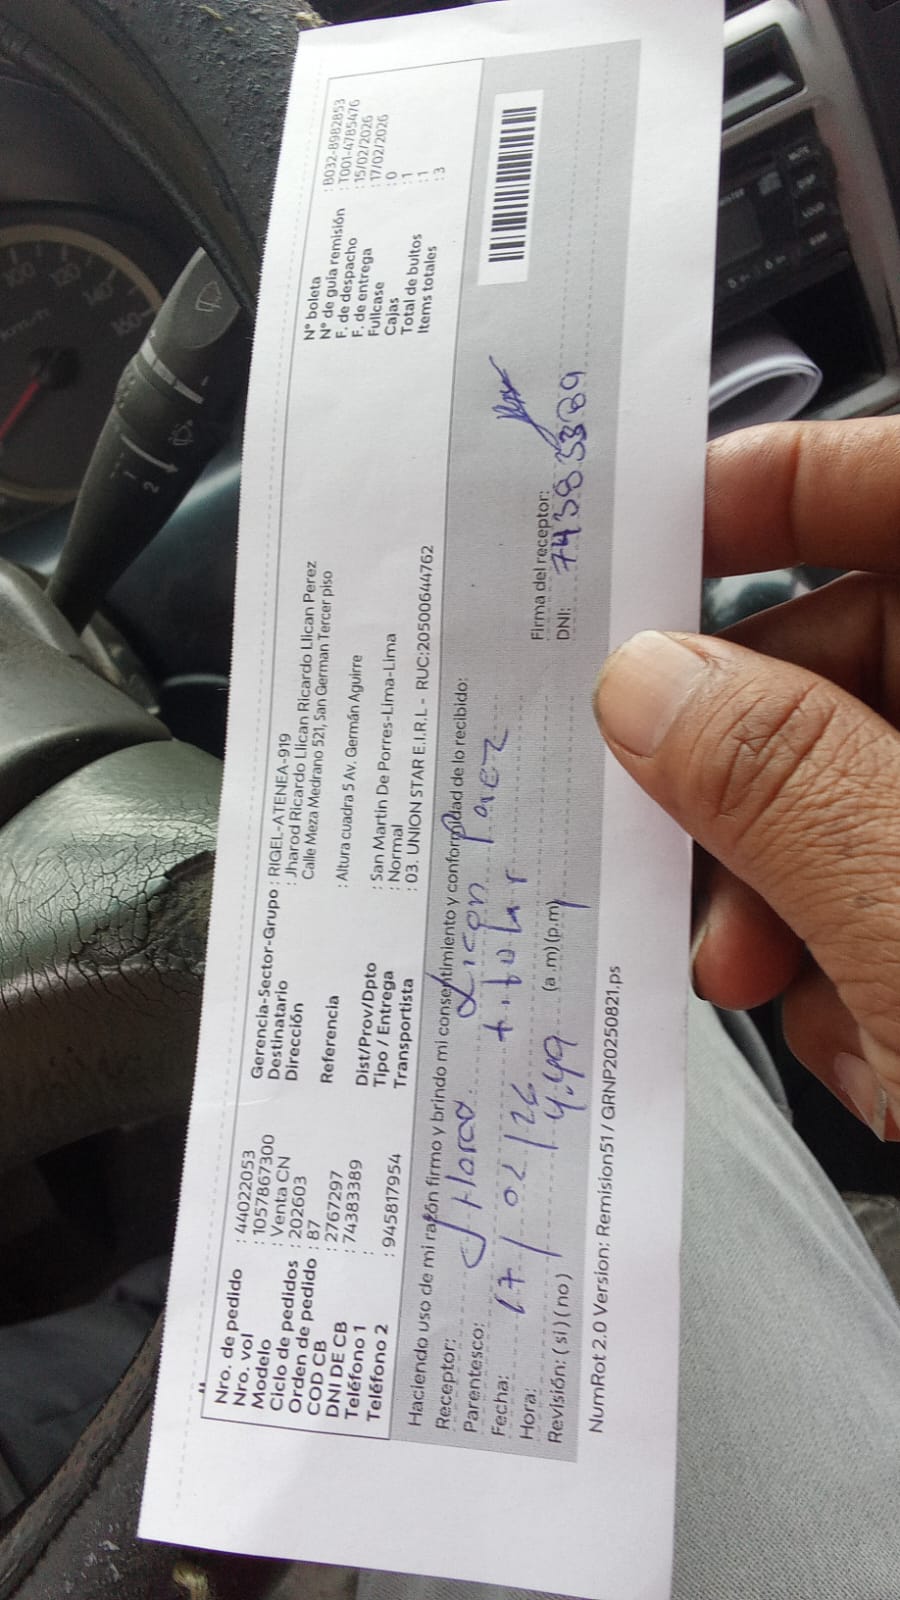 Nro. de pedido : 44022053
Nro. vol : 1057867300
Modelo : Venta CN
Ciclo de pedidos : 202603
Orden de pedido : 87
COD CB : 2767297
DNI DE CB : 74383389
Teléfono 1 :
Teléfono 2 : 945817954
Gerencia-Sector-Grupo : RIGEL-ATENEA-919
Destinatario : Jharod Ricardo Llican Ricardo Llican Perez
Dirección Calle Meza Medrano 521, San German Tercer piso
Referencia : Altura cuadra 5 Av. Germán Aguirre
Dist/Prov/Dpto : San Martin De Porres-Lima-Lima
Tipo / Entrega : Normal
Transportista : 03. UNION STAR E.I.R.L - RUC:20500644762
N° boleta : B032-8982853
N° de guía remisión : T001-4785476
F. de despacho : 15/02/2026
F. de entrega : 17/02/2026
Fullcase : 0
Cajas : 1
Total de bultos : 1
Items totales : 3
Haciendo uso de mi razón firmo y brindo mi consentimiento y conformidad de lo recibido:
Receptor:
Parentesco: titular
Fecha: 17/02/26
Hora: 4.49 (a .m) (p.m)
Revisión: ( si) ( no )
Firma del receptor:
DNI: 74383389
NumRot 2.0 Version: Remision51 / GRNP20250821.ps